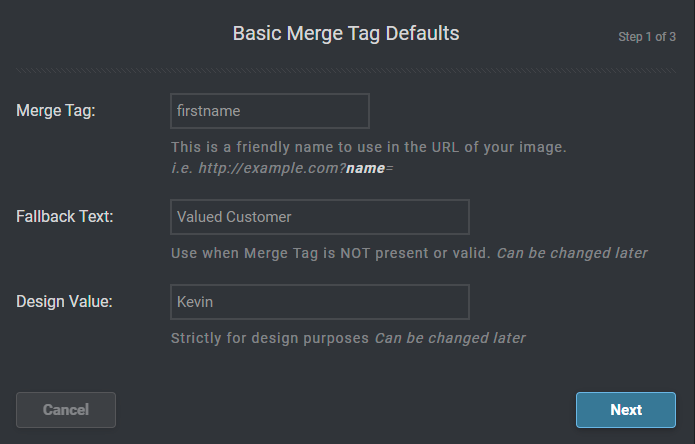 Basic Merge Tag Defaults
Step 1 of 3
Merge Tag:
firstname
This is a friendly name to use in the URL of your image.
i.e. http://example.com?name=
Fallback Text:
Valued Customer
Use when Merge Tag is NOT present or valid. Can be changed later
Design Value:
Kevin
Strictly for design purposes Can be changed later
Cancel
Next